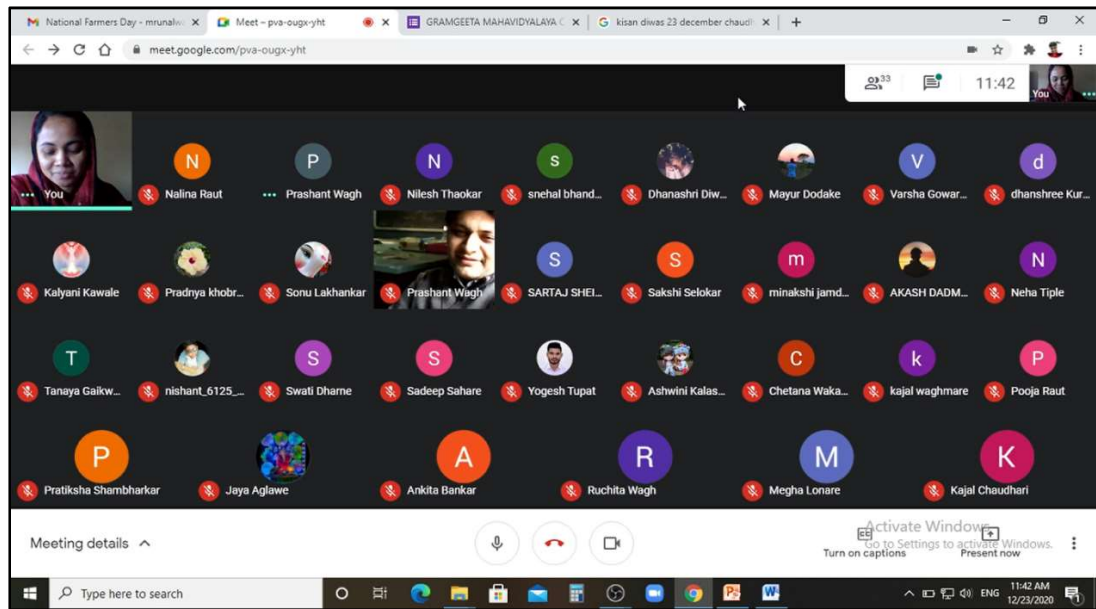 National Farmers Day - mrunalwa
Meet – pva-ougx-yht
GRAMGEETA MAHAVIDYALAYA C
kisan diwas 23 december chaudh
meet.google.com/pva-ougx-yht
33
11:42
You
N P N s V d
You Nalina Raut Prashant Wagh Nilesh Thaokar snehal bhand... Dhanashri Diw... Mayur Dodake Varsha Gowar... dhanshree Kur...
S S m N
Kalyani Kawale Pradnya khobr... Sonu Lakhankar Prashant Wagh SARTAJ SHEI... Sakshi Selokar minakshi jamd... AKASH DADM... Neha Tiple
T S S C k P
Tanaya Gaikw... nishant_6125_... Swati Dharne Sadeep Sahare Yogesh Tupat Ashwini Kalas... Chetana Waka... kajal waghmare Pooja Raut
P A R M K
Pratiksha Shambharkar Jaya Aglawe Ankita Bankar Ruchita Wagh Megha Lonare Kajal Chaudhari
Activate Windows
Go to Settings to activate Windows.
Meeting details
Turn on captions
Present now
Type here to search
ENG
11:42 AM
12/23/2020